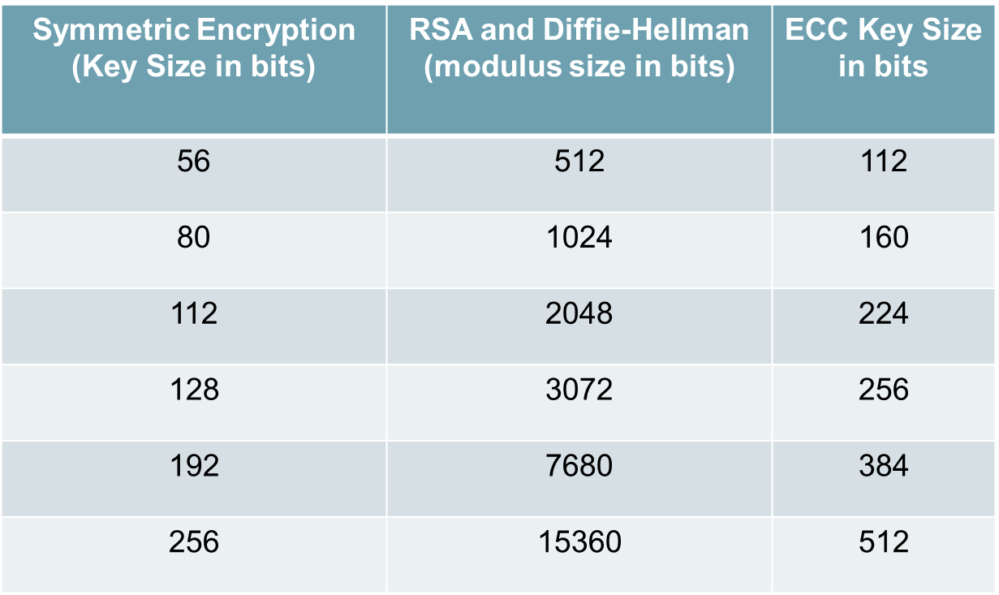 Symmetric Encryption
(Key Size in bits)
RSA and Diffie-Hellman
(modulus size in bits)
ECC Key Size
in bits
56 512 112
80 1024 160
112 2048 224
128 3072 256
192 7680 384
256 15360 512